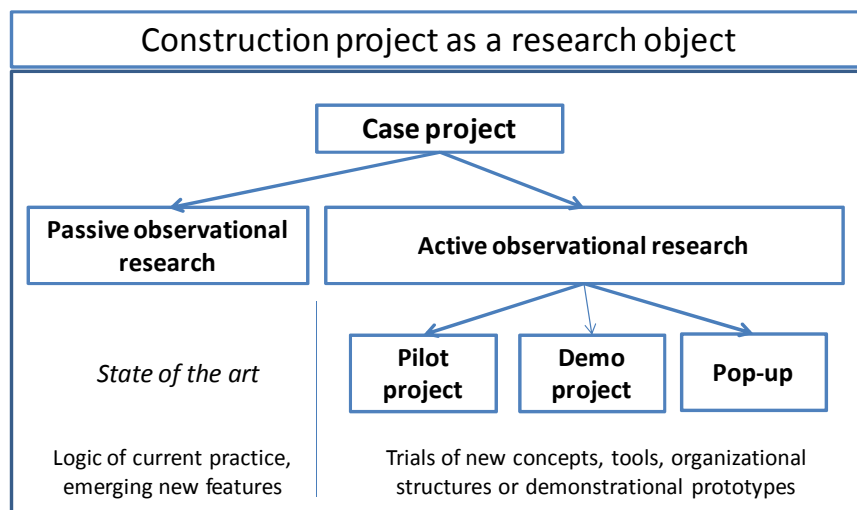 Construction project as a research object
Case project
Passive observational
research
Active observational research
State of the art
Pilot
project
Demo
project
Pop-up
Logic of current practice,
emerging new features
Trials of new concepts, tools, organizational
structures or demonstrational prototypes